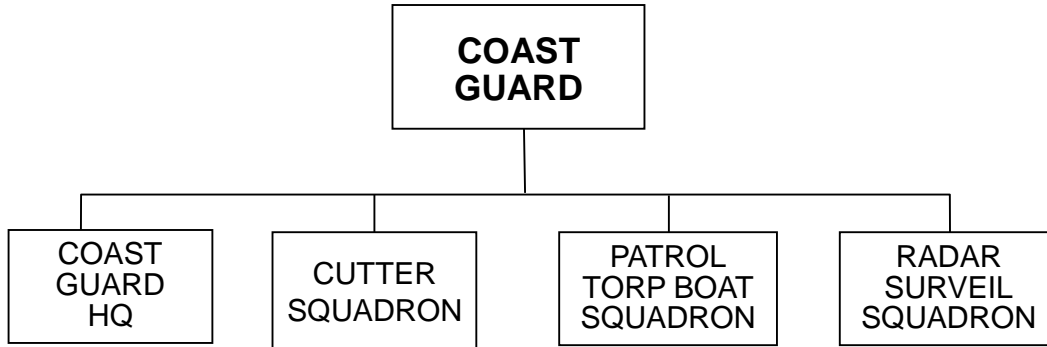 COAST
GUARD
COAST
GUARD
HQ
CUTTER
SQUADRON
PATROL
TORP BOAT
SQUADRON
RADAR
SURVEIL
SQUADRON